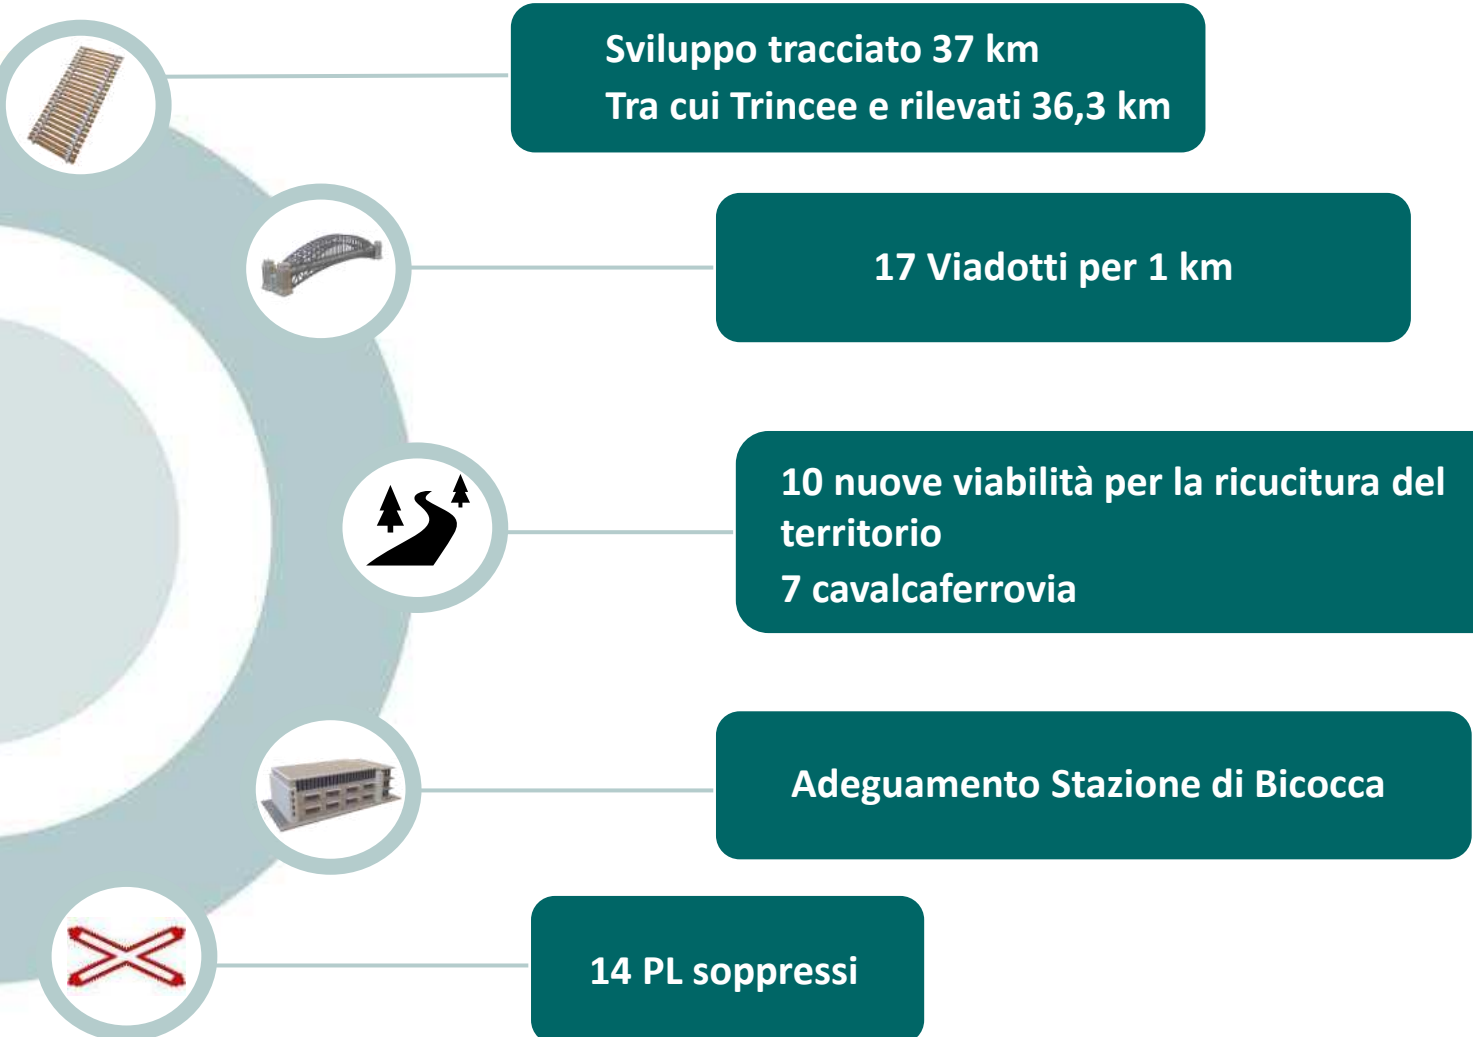 Sviluppo tracciato 37 km
Tra cui Trincee e rilevati 36,3 km
17 Viadotti per 1 km
10 nuove viabilità per la ricucitura del
territorio
7 cavalcaferrovia
Adeguamento Stazione di Bicocca
14 PL soppressi